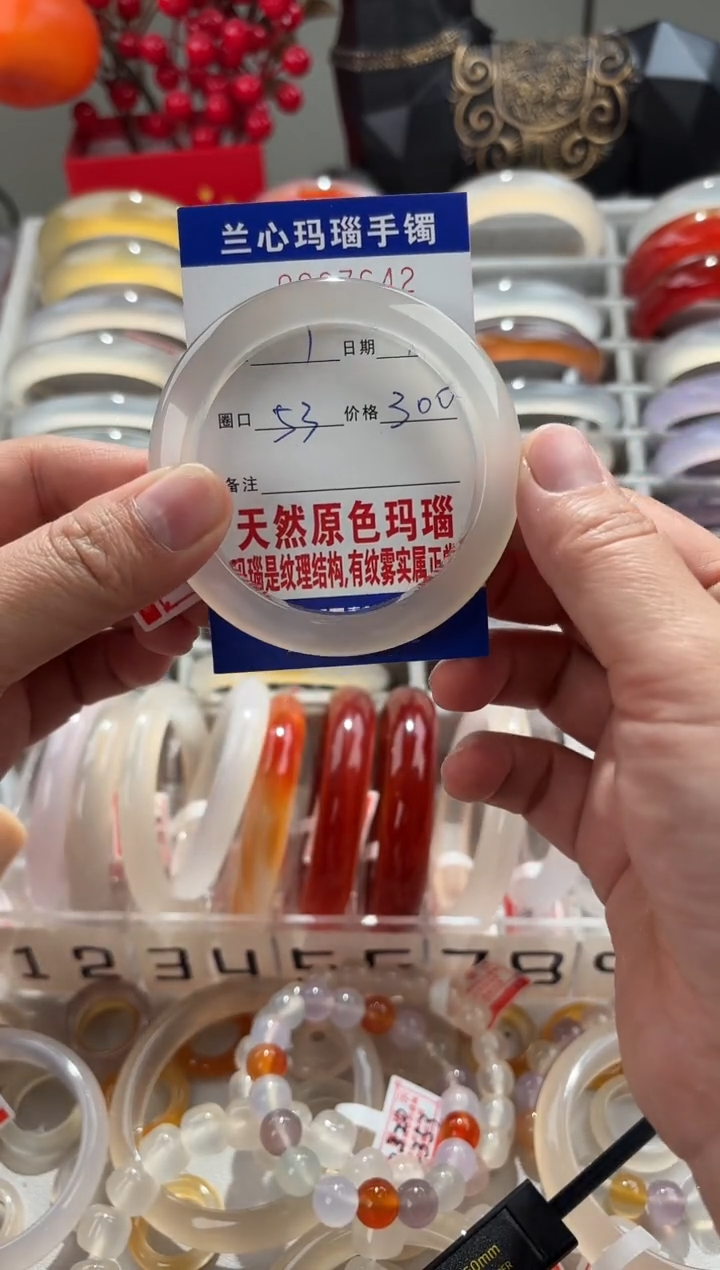 兰心玛瑙手镯
1 日期
圈口 53 价格 300
备注
天然原色玛瑙
玛瑙是纹理结构,有纹雾实属正常
1 2 3 4 5 6 7 8 9